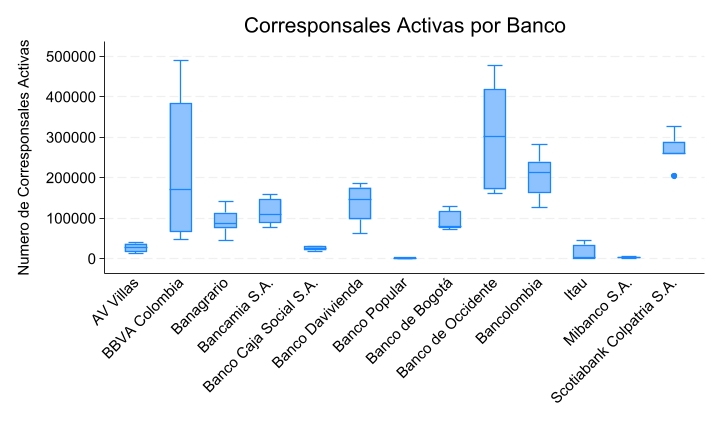 Corresponsales Activas por Banco
Numero de Corresponsales Activas
500000
400000
300000
200000
100000
0
AV Villas
BBVA Colombia
Banagrario
Bancamia S.A.
Banco Caja Social S.A.
Banco Davivienda
Banco Popular
Banco de Bogotá
Banco de Occidente
Bancolombia
Itau
Mibanco S.A.
Scotiabank Colpatria S.A.